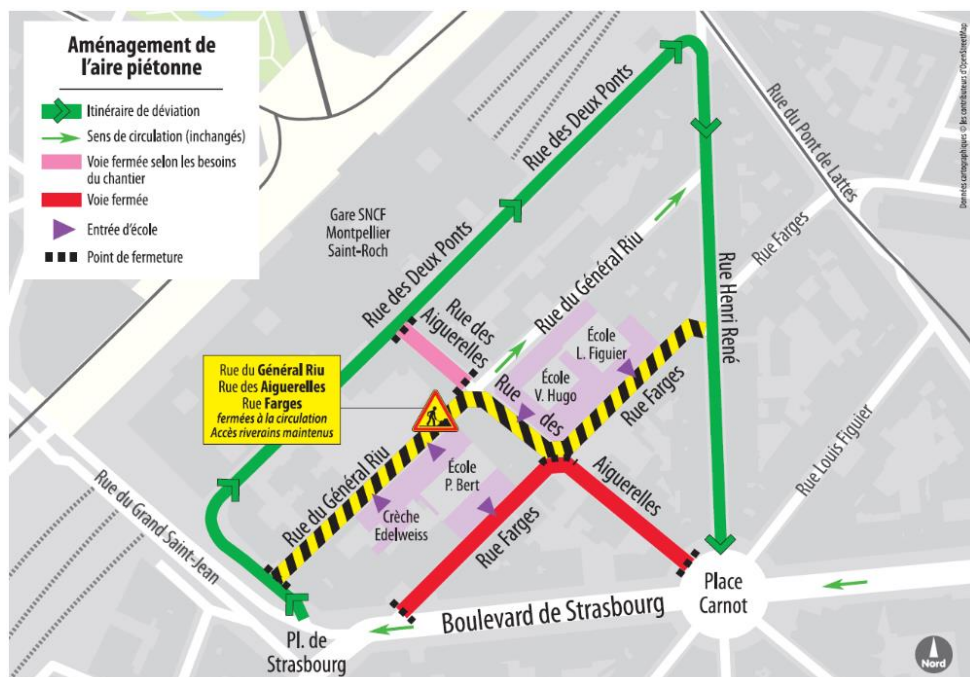 Aménagement de
l'aire piétonne
Itinéraire de déviation
Sens de circulation (inchangés)
Voie fermée selon les besoins
du chantier
Voie fermée
Entrée d'école
Point de fermeture
Données cartographiques © les contributeurs d'OpenStreetMap
Rue des Deux Ponts
Rue du Pont de Lattes
Gare SNCF
Montpellier
Saint-Roch
Rue des Deux Ponts
Rue Farges
Rue du Général Riu
Rue Henri René
Rue des
Aiguerelles
École
L. Figuier
Rue du Général Riu
Rue des Aiguerelles
Rue Farges
fermées à la circulation
Accès riverains maintenus
École
V. Hugo
Rue des
Aiguerelles
Rue Farges
Rue Louis Figuier
Rue du Général Riu
École
P. Bert
Crèche
Edelweiss
Rue Farges
Rue du Grand Saint-Jean
Place
Carnot
Boulevard de Strasbourg
Pl. de
Strasbourg
Nord